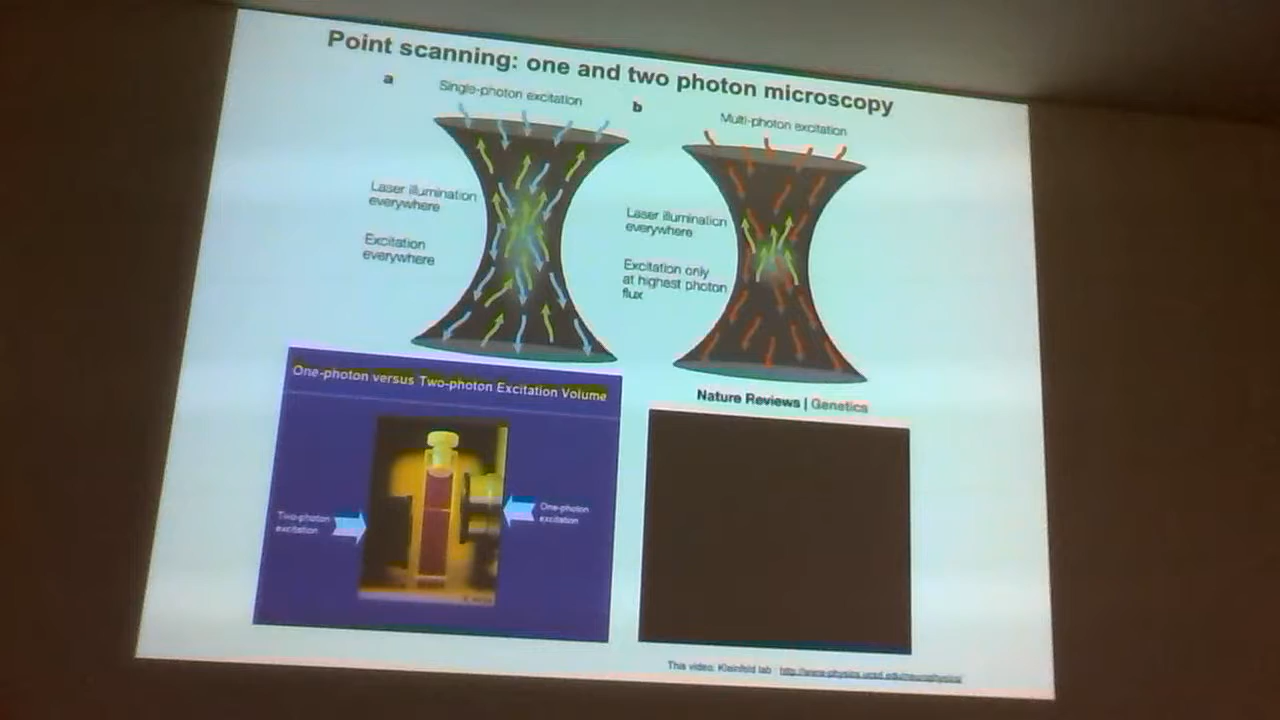 Point scanning: one and two photon microscopy
a
Single-photon excitation
b
Multi-photon excitation
Laser illumination
everywhere
Excitation
everywhere
Laser illumination
everywhere
Excitation only
at highest photon
flux
One-photon versus Two-photon Excitation Volume
Two-photon
excitation
One-photon
excitation
Nature Reviews | Genetics
This video: Kleinfeld lab